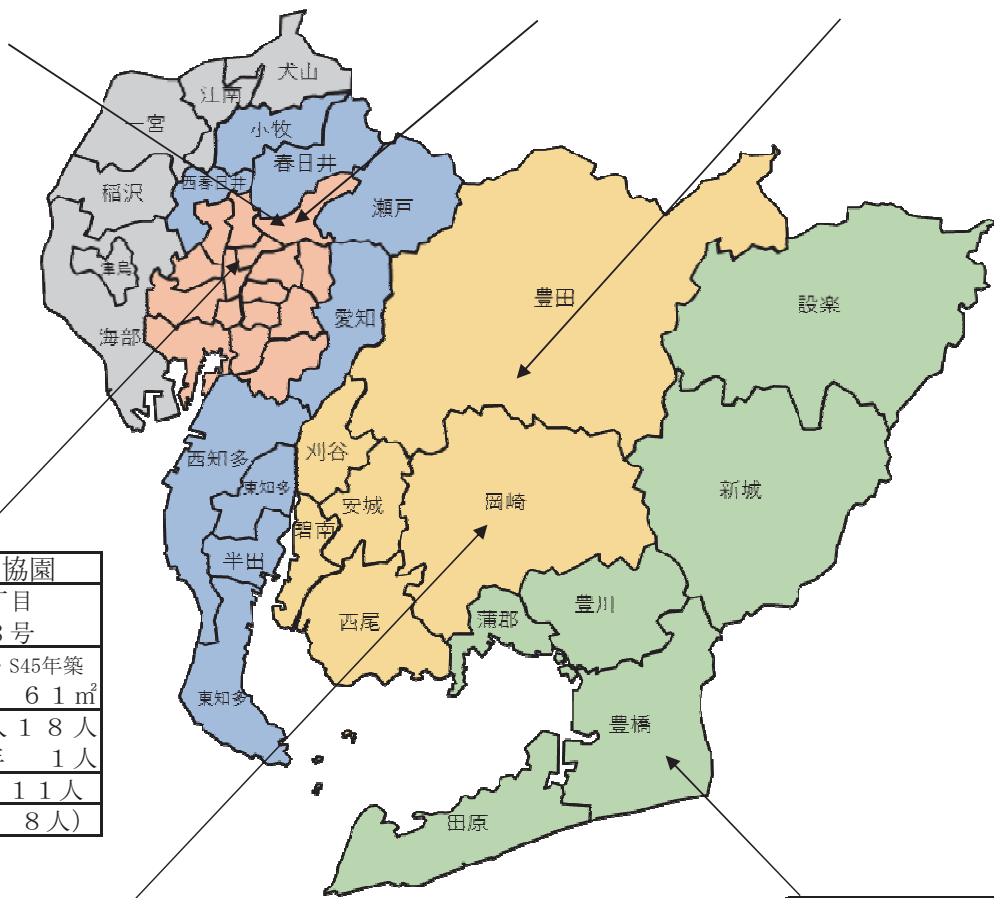 犬山
江南
一宮
小牧
春日井
西春日井
稲沢
瀬戸
津島
豊田
設楽
愛知
海部
刈谷
西知多
東知多
安城
岡崎
新城
碧南
半田
西尾
蒲郡
豊川
東知多
豊橋
田原
協園
丁目
号
S45年築
６１㎡
人１８人
１人
１１人
８人）